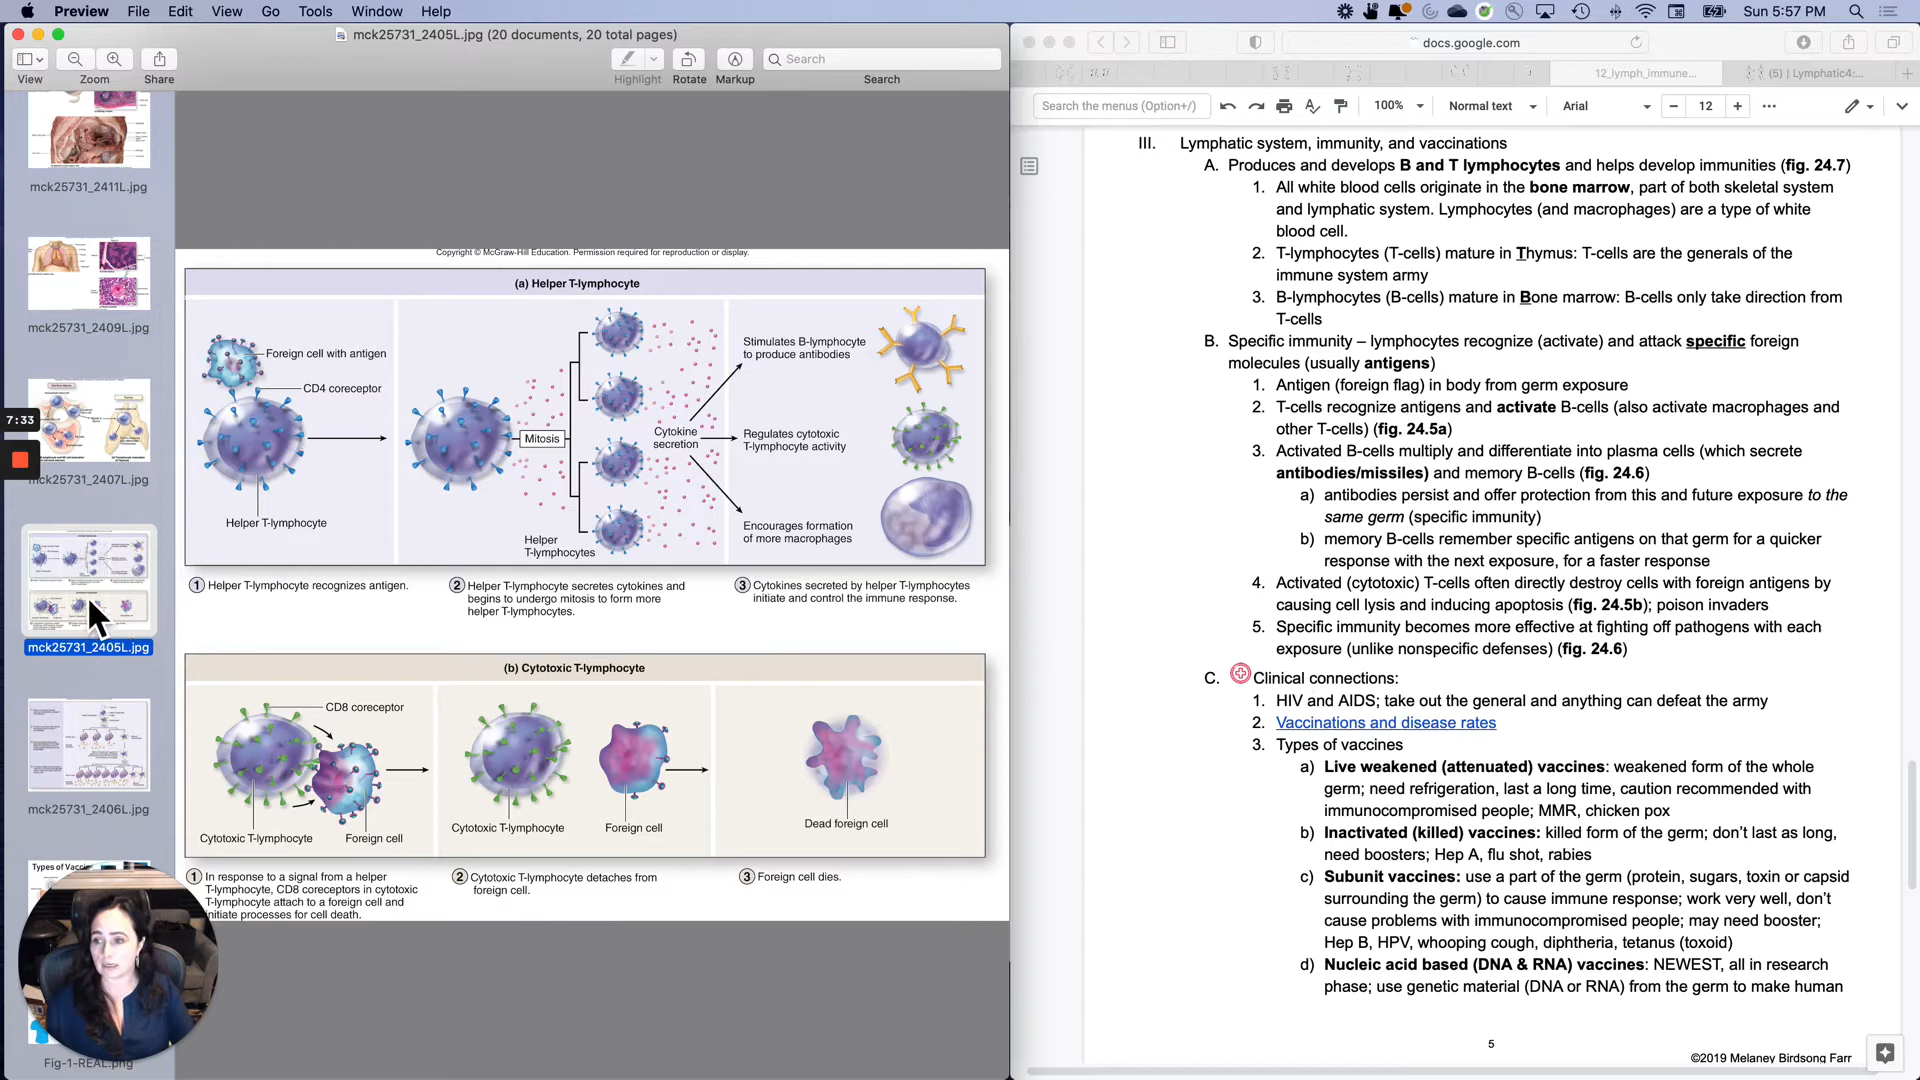 Preview File Edit View Go Tools Window Help
Sun 5:57 PM
mck25731_2405L.jpg (20 documents, 20 total pages)
View
Zoom
Share
Highlight
Rotate
Markup
Search
Search
mck25731_2411L.jpg
mck25731_2409L.jpg
7:33
mck25731_2407L.jpg
mck25731_2405L.jpg
mck25731_2406L.jpg
Types of Vacci
Fig-1-REAL.png
Copyright © McGraw-Hill Education. Permission required for reproduction or display.
(a) Helper T-lymphocyte
Foreign cell with antigen
CD4 coreceptor
Helper T-lymphocyte
Mitosis
Helper
T-lymphocytes
Cytokine
secretion
Stimulates B-lymphocyte
to produce antibodies
Regulates cytotoxic
T-lymphocyte activity
Encourages formation
of more macrophages
1 Helper T-lymphocyte recognizes antigen.
2 Helper T-lymphocyte secretes cytokines and
begins to undergo mitosis to form more
helper T-lymphocytes.
3 Cytokines secreted by helper T-lymphocytes
initiate and control the immune response.
(b) Cytotoxic T-lymphocyte
CD8 coreceptor
Cytotoxic T-lymphocyte
Foreign cell
Cytotoxic T-lymphocyte
Foreign cell
Dead foreign cell
1 In response to a signal from a helper
T-lymphocyte, CD8 coreceptors in cytotoxic
T-lymphocyte attach to a foreign cell and
initiate processes for cell death.
2 Cytotoxic T-lymphocyte detaches from
foreign cell.
3 Foreign cell dies.
docs.google.com
12_lymph_immune...
(5) | Lymphatic4:...
Search the menus (Option+/)
100%
Normal text
Arial
12
III. Lymphatic system, immunity, and vaccinations
A. Produces and develops B and T lymphocytes and helps develop immunities (fig. 24.7)
1. All white blood cells originate in the bone marrow, part of both skeletal system
and lymphatic system. Lymphocytes (and macrophages) are a type of white
blood cell.
2. T-lymphocytes (T-cells) mature in Thymus: T-cells are the generals of the
immune system army
3. B-lymphocytes (B-cells) mature in Bone marrow: B-cells only take direction from
T-cells
B. Specific immunity – lymphocytes recognize (activate) and attack specific foreign
molecules (usually antigens)
1. Antigen (foreign flag) in body from germ exposure
2. T-cells recognize antigens and activate B-cells (also activate macrophages and
other T-cells) (fig. 24.5a)
3. Activated B-cells multiply and differentiate into plasma cells (which secrete
antibodies/missiles) and memory B-cells (fig. 24.6)
a) antibodies persist and offer protection from this and future exposure to the
same germ (specific immunity)
b) memory B-cells remember specific antigens on that germ for a quicker
response with the next exposure, for a faster response
4. Activated (cytotoxic) T-cells often directly destroy cells with foreign antigens by
causing cell lysis and inducing apoptosis (fig. 24.5b); poison invaders
5. Specific immunity becomes more effective at fighting off pathogens with each
exposure (unlike nonspecific defenses) (fig. 24.6)
C. Clinical connections:
1. HIV and AIDS; take out the general and anything can defeat the army
2. Vaccinations and disease rates
3. Types of vaccines
a) Live weakened (attenuated) vaccines: weakened form of the whole
germ; need refrigeration, last a long time, caution recommended with
immunocompromised people; MMR, chicken pox
b) Inactivated (killed) vaccines: killed form of the germ; don't last as long,
need boosters; Hep A, flu shot, rabies
c) Subunit vaccines: use a part of the germ (protein, sugars, toxin or capsid
surrounding the germ) to cause immune response; work very well, don't
cause problems with immunocompromised people; may need booster;
Hep B, HPV, whooping cough, diphtheria, tetanus (toxoid)
d) Nucleic acid based (DNA & RNA) vaccines: NEWEST, all in research
phase; use genetic material (DNA or RNA) from the germ to make human
5
©2019 Melaney Birdsong Farr